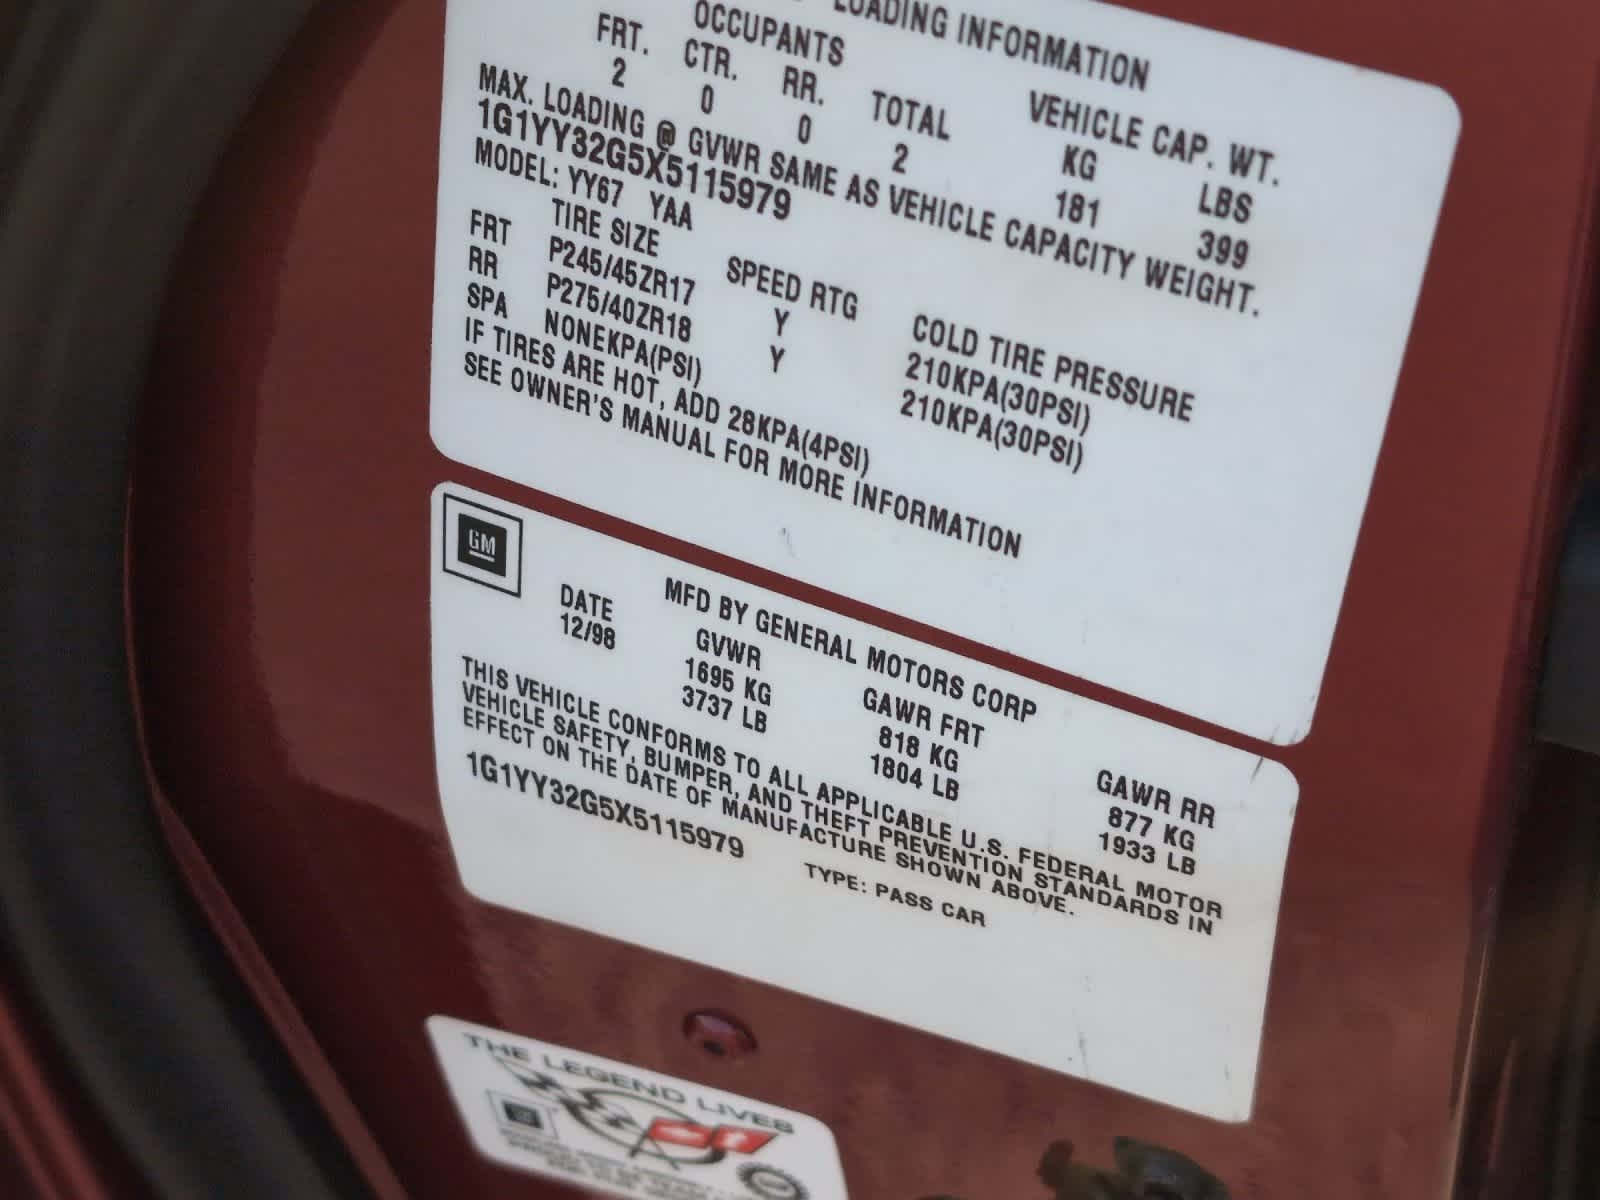 LOADING INFORMATION
OCCUPANTS VEHICLE CAP. WT.
FRT. CTR. RR. TOTAL KG LBS
2 0 0 2 181 399
MAX. LOADING @ GVWR SAME AS VEHICLE CAPACITY WEIGHT.
1G1YY32G5X5115979
MODEL: YY67 YAA
TIRE SIZE SPEED RTG COLD TIRE PRESSURE
FRT P245/45ZR17 Y 210KPA(30PSI)
RR P275/40ZR18 Y 210KPA(30PSI)
SPA NONEKPA(PSI)
IF TIRES ARE HOT, ADD 28KPA(4PSI)
SEE OWNER'S MANUAL FOR MORE INFORMATION
GM
MFD BY GENERAL MOTORS CORP
DATE GVWR GAWR FRT GAWR RR
12/98 1695 KG 818 KG 877 KG
3737 LB 1804 LB 1933 LB
THIS VEHICLE CONFORMS TO ALL APPLICABLE U.S. FEDERAL MOTOR
VEHICLE SAFETY, BUMPER, AND THEFT PREVENTION STANDARDS IN
EFFECT ON THE DATE OF MANUFACTURE SHOWN ABOVE.
1G1YY32G5X5115979 TYPE: PASS CAR
THE LEGEND LIVES